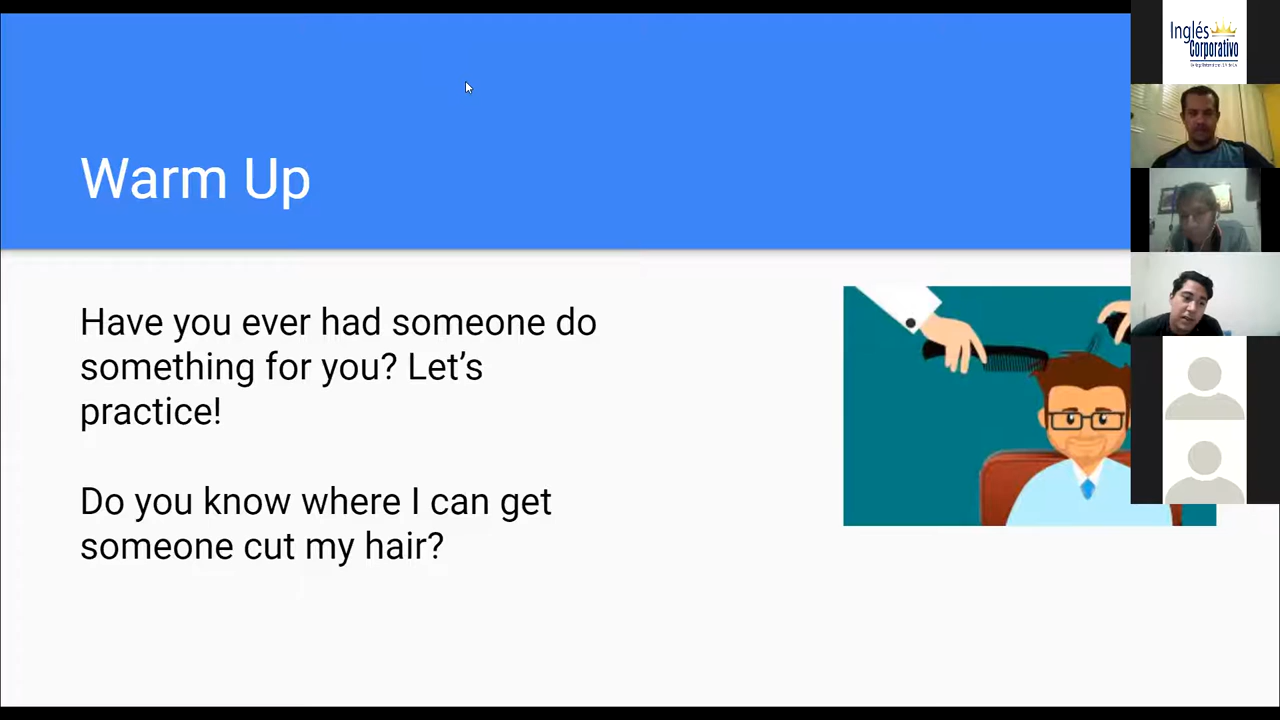 Inglés
Corporativo
Warm Up
Have you ever had someone do
something for you? Let's
practice!
Do you know where I can get
someone cut my hair?